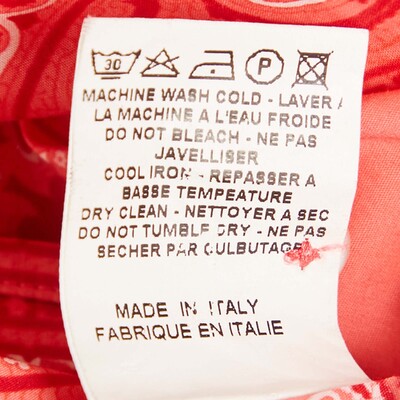 30 P
MACHINE WASH COLD - LAVER A
LA MACHINE A L'EAU FROIDE
DO NOT BLEACH - NE PAS
JAVELLISER
COOL IRON - REPASSER A
BASSE TEMPEATURE
DRY CLEAN - NETTOYER A SEC
DO NOT TUMBLE DRY - NE PAS
SECHER PAR CULBUTAGE
MADE IN ITALY
FABRIQUE EN ITALIE